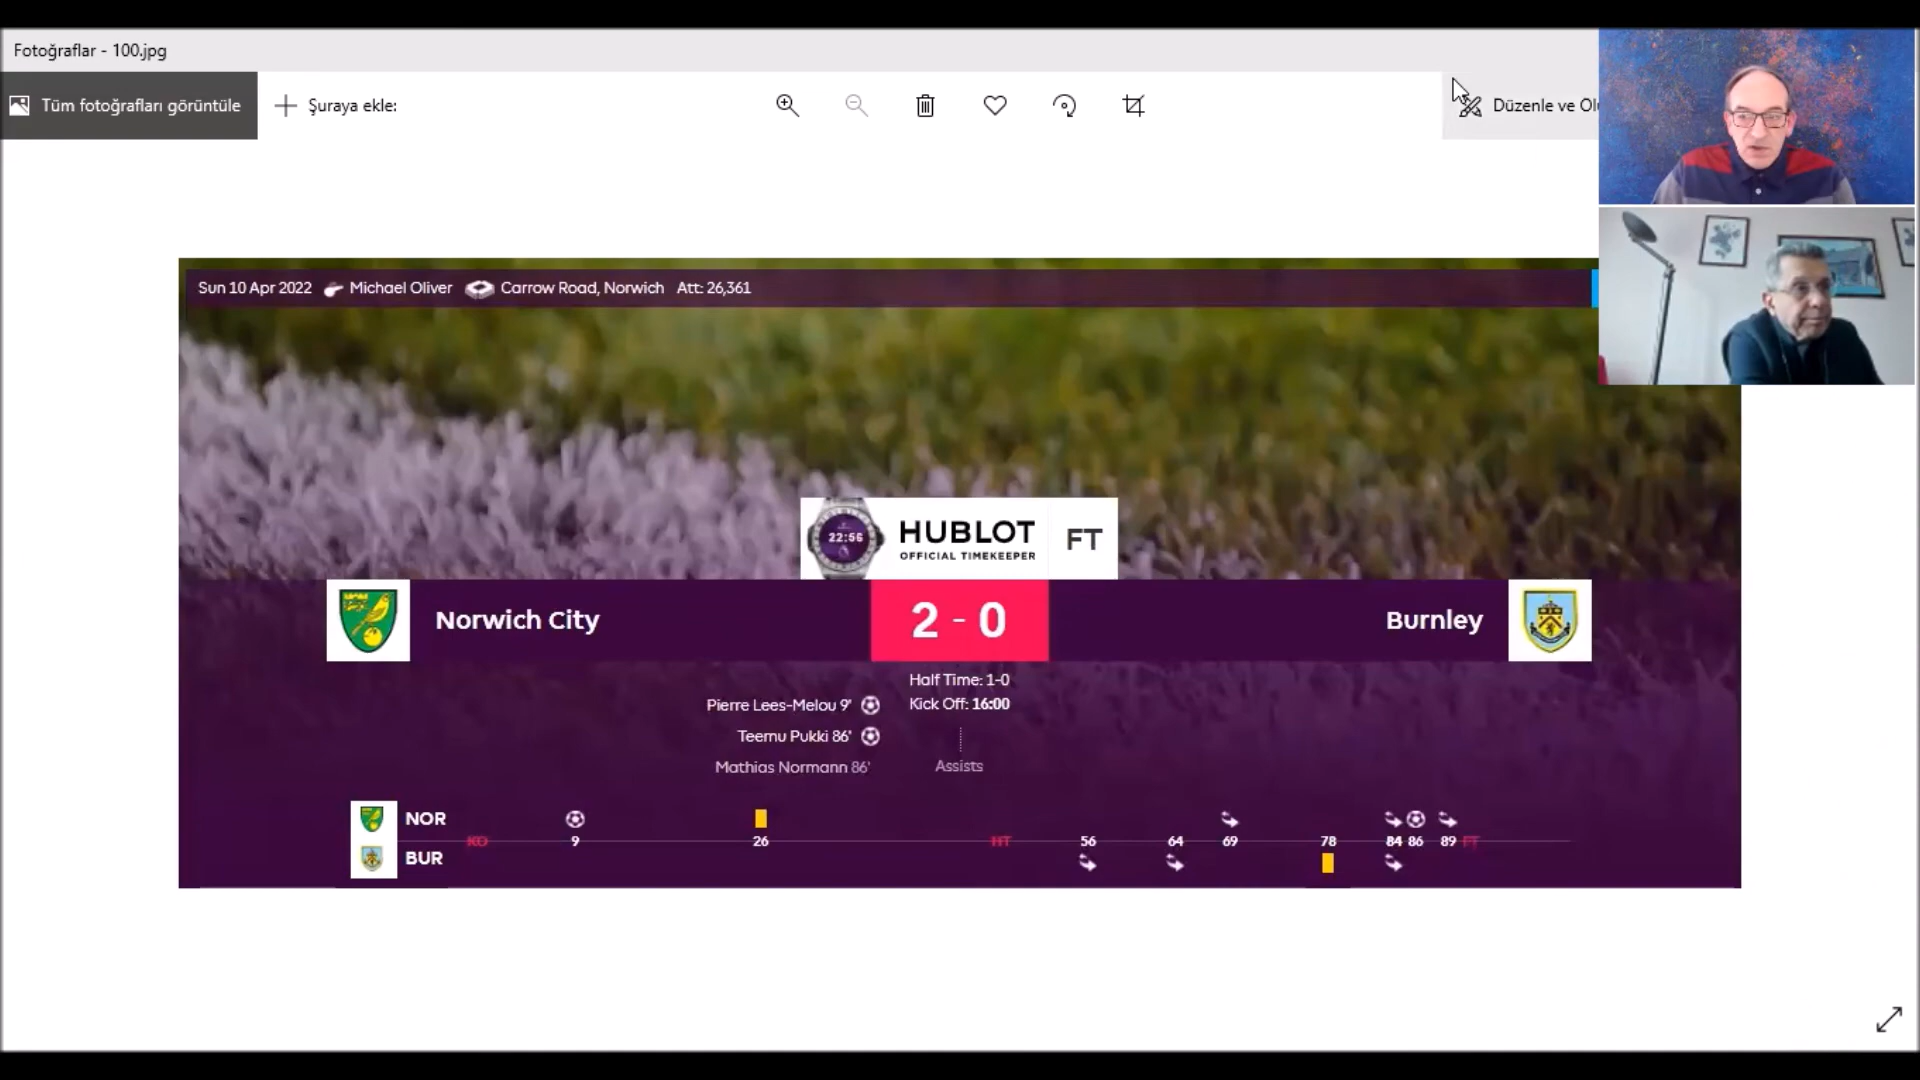 Fotoğraflar - 100.jpg
Tüm fotoğrafları görüntüle
Şuraya ekle:
Düzenle ve Ol
Sun 10 Apr 2022 Michael Oliver Carrow Road, Norwich Att: 26,361
22:56
HUBLOT
OFFICIAL TIMEKEEPER
FT
Norwich City 2 - 0 Burnley
Half Time: 1-0
Pierre Lees-Melou 9' Kick Off: 16:00
Teemu Pukki 86'
Mathias Normann 86' Assists
NOR
KO 9 26 HT 56 64 69 78 84 86 89 FT
BUR